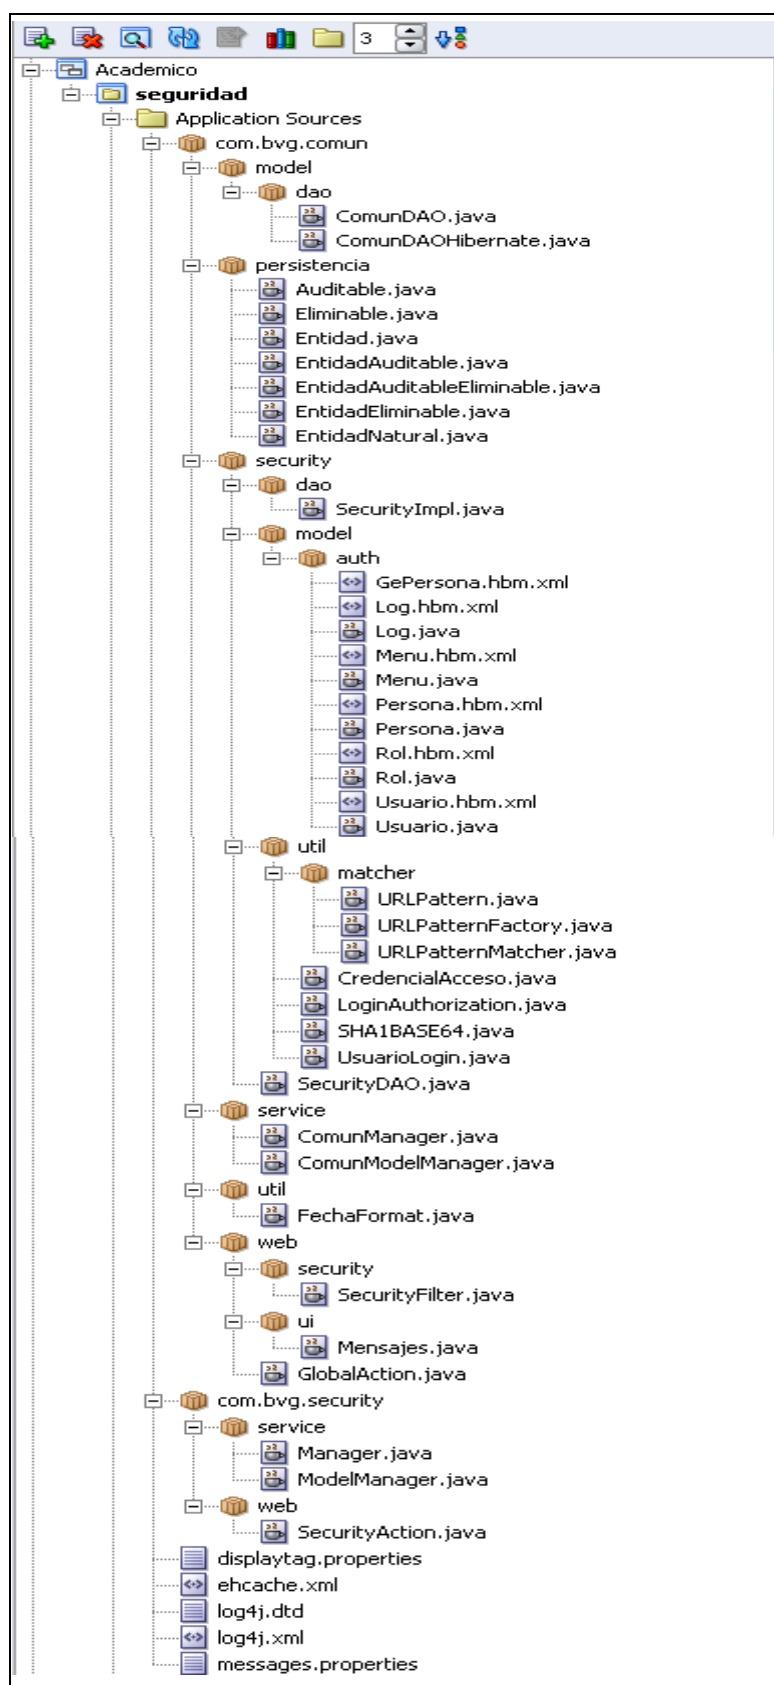 3
Academico
seguridad
Application Sources
com.bvg.comun
model
dao
ComunDAO.java
ComunDAOHibernate.java
persistencia
Auditable.java
Eliminable.java
Entidad.java
EntidadAuditable.java
EntidadAuditableEliminable.java
EntidadEliminable.java
EntidadNatural.java
security
dao
SecurityImpl.java
model
auth
GePersona.hbm.xml
Log.hbm.xml
Log.java
Menu.hbm.xml
Menu.java
Persona.hbm.xml
Persona.java
Rol.hbm.xml
Rol.java
Usuario.hbm.xml
Usuario.java
util
matcher
URLPattern.java
URLPatternFactory.java
URLPatternMatcher.java
CredencialAcceso.java
LoginAuthorization.java
SHA1BASE64.java
UsuarioLogin.java
SecurityDAO.java
service
ComunManager.java
ComunModelManager.java
util
FechaFormat.java
web
security
SecurityFilter.java
ui
Mensajes.java
GlobalAction.java
com.bvg.security
service
Manager.java
ModelManager.java
web
SecurityAction.java
displaytag.properties
ehcache.xml
log4j.dtd
log4j.xml
messages.properties